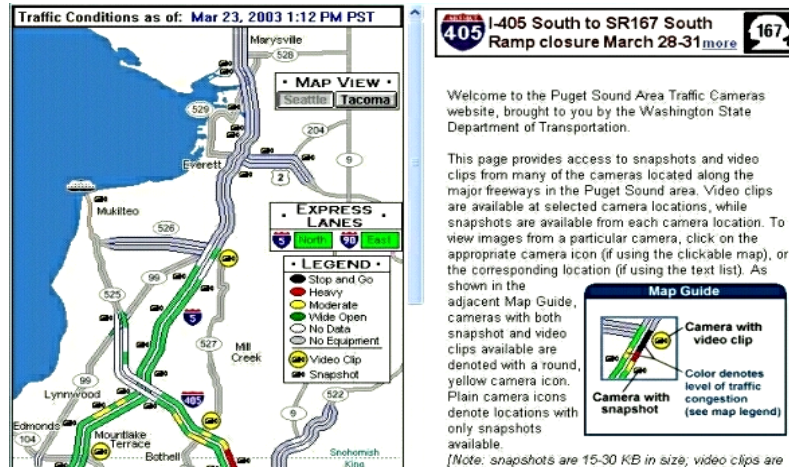 Traffic Conditions as of: Mar 23, 2003 1:12 PM PST
Marysville
528
MAP VIEW
Seattle Tacoma
529
204
Everett
9
2
Mukilteo
526
EXPRESS
LANES
5 North 90 East
LEGEND
Stop and Go
Heavy
Moderate
Wide Open
No Data
No Equipment
Video Clip
Snapshot
99
525
5
527
Mill
Creek
99
Lynnwood
405
522
9
Edmonds
104
Mountlake
Terrace
Bothell
Snohomish
King
405
I-405 South to SR167 South
Ramp closure March 28-31 more
167
Welcome to the Puget Sound Area Traffic Cameras
website, brought to you by the Washington State
Department of Transportation.
This page provides access to snapshots and video
clips from many of the cameras located along the
major freeways in the Puget Sound area. Video clips
are available at selected camera locations, while
snapshots are available from each camera location. To
view images from a particular camera, click on the
appropriate camera icon (if using the clickable map), or
the corresponding location (if using the text list). As
shown in the
adjacent Map Guide,
cameras with both
snapshot and video
clips available are
denoted with a round,
yellow camera icon.
Plain camera icons
denote locations with
only snapshots
available.
Map Guide
Camera with
video clip
Color denotes
level of traffic
congestion
(see map legend)
Camera with
snapshot
[Note: snapshots are 15-30 KB in size; video clips are